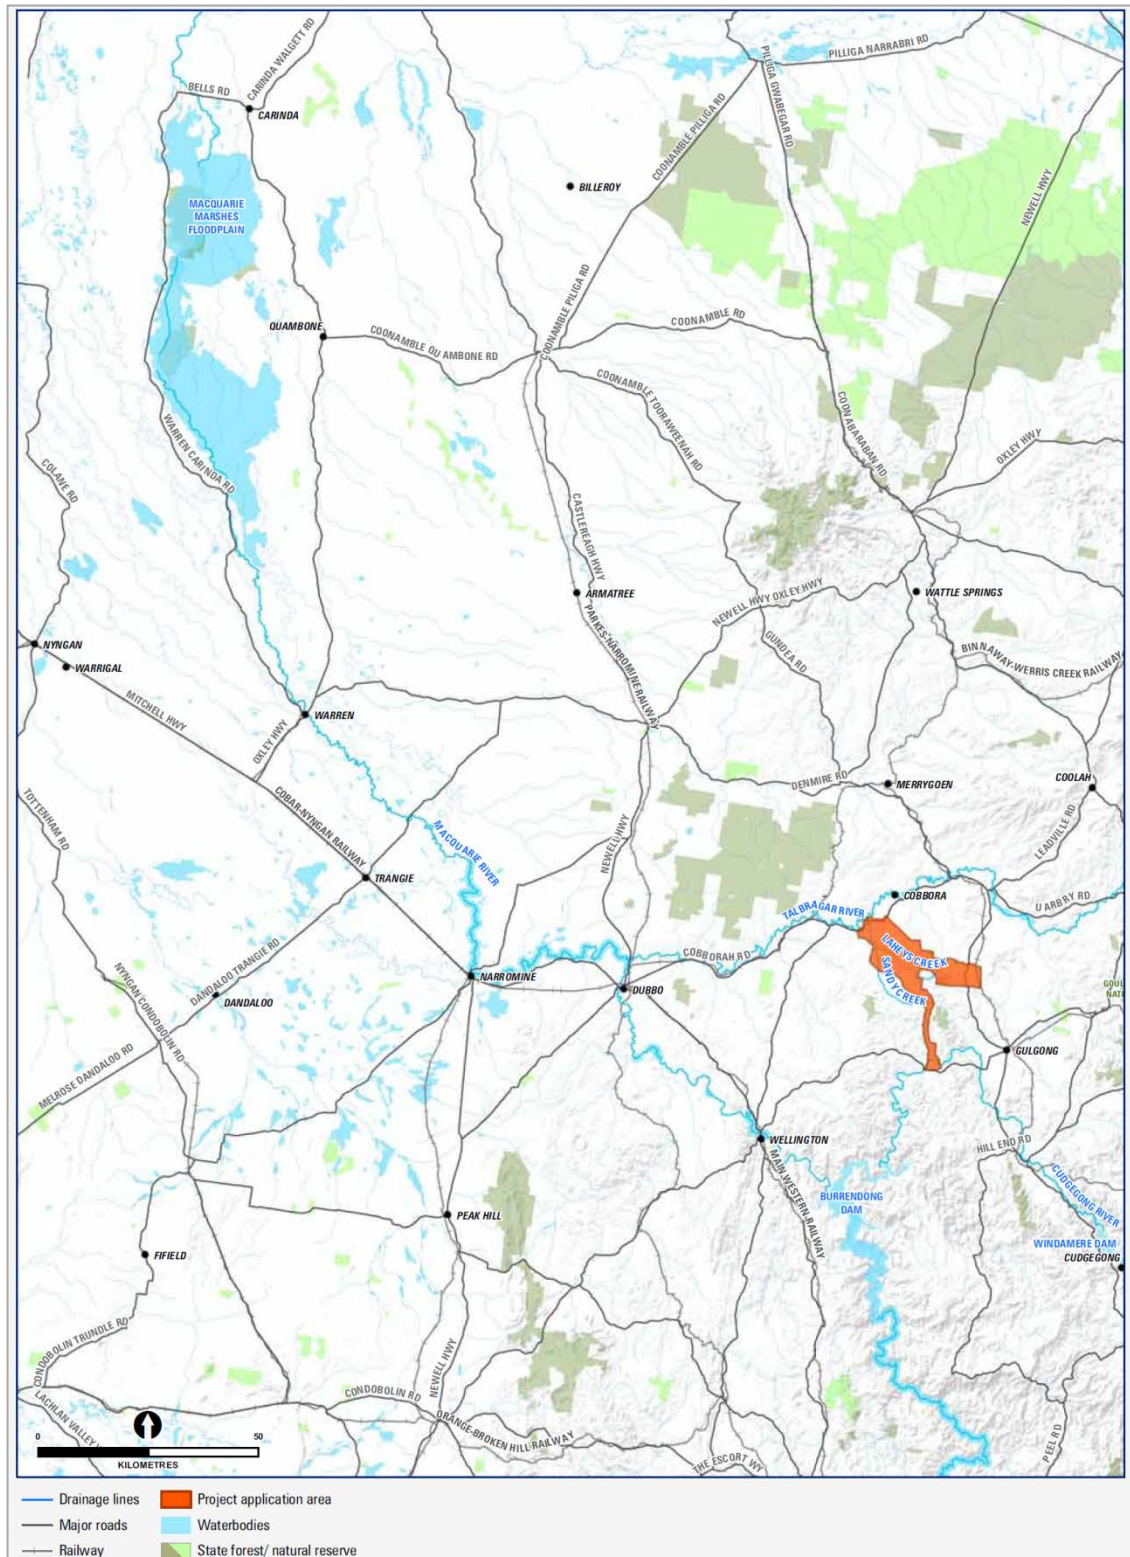 PILLIGA NARRABRI RD
CARINDA WALGETT RD
BELLS RD
CARINDA
PILLIGA GWABEGAR RD
COONAMBLE PILLIGA RD
BILLEROY
NEWELL HWY
MACQUARIE
MARSHES
FLOODPLAIN
QUAMBONE
COONAMBLE QUAMBONE RD
COONAMBLE PILIGA RD
COONAMBLE RD
COONAMBLE TOORAWEENAH RD
COONABARABAN RD
OXLEY HWY
WARREN CARINDA RD
COLANE RD
CASTLEREAGH HWY
ARMATREE
NEWELL HWY OXLEY HWY
WATTLE SPRINGS
PARKES-NARROMINE RAILWAY
GUNDEA RD
BINNAWAY-WERRIS CREEK RAILWAY
NYNGAN
WARRIGAL
MITCHELL HWY
WARREN
OXLEY HWY
DENMIRE RD
MERRYGOEN
COOLAH
TOTTENHAM RD
COBAR-NYNGAN RAILWAY
MACQUARIE RIVER
NEWELL HWY
LEADVILLE RD
TRANGIE
COBBORA
UARBRY RD
TALBRAGAR RIVER
LAHEYS CREEK
SANDY CREEK
COBBORAH RD
DANDALOO TRANGIE RD
NARROMINE
DUBBO
DANDALOO
NYNGAN CONDOBOLIN RD
GOUL
NAT
MELROSE DANDALOO RD
GULGONG
WELLINGTON
HILL END RD
MAIN WESTERN RAILWAY
CUDGEGONG RIVER
BURRENDONG
DAM
PEAK HILL
WINDAMERE DAM
CUDGEGONG
FIFIELD
CONDOBOLIN TRUNDLE RD
NEWELL HWY
CONDOBOLIN RD
LACHLAN VALLEY
ORANGE-BROKEN HILL RAILWAY
THE ESCORT WY
PEEL RD
0 50
KILOMETRES
Drainage lines
Project application area
Major roads
Waterbodies
Railway
State forest/ natural reserve